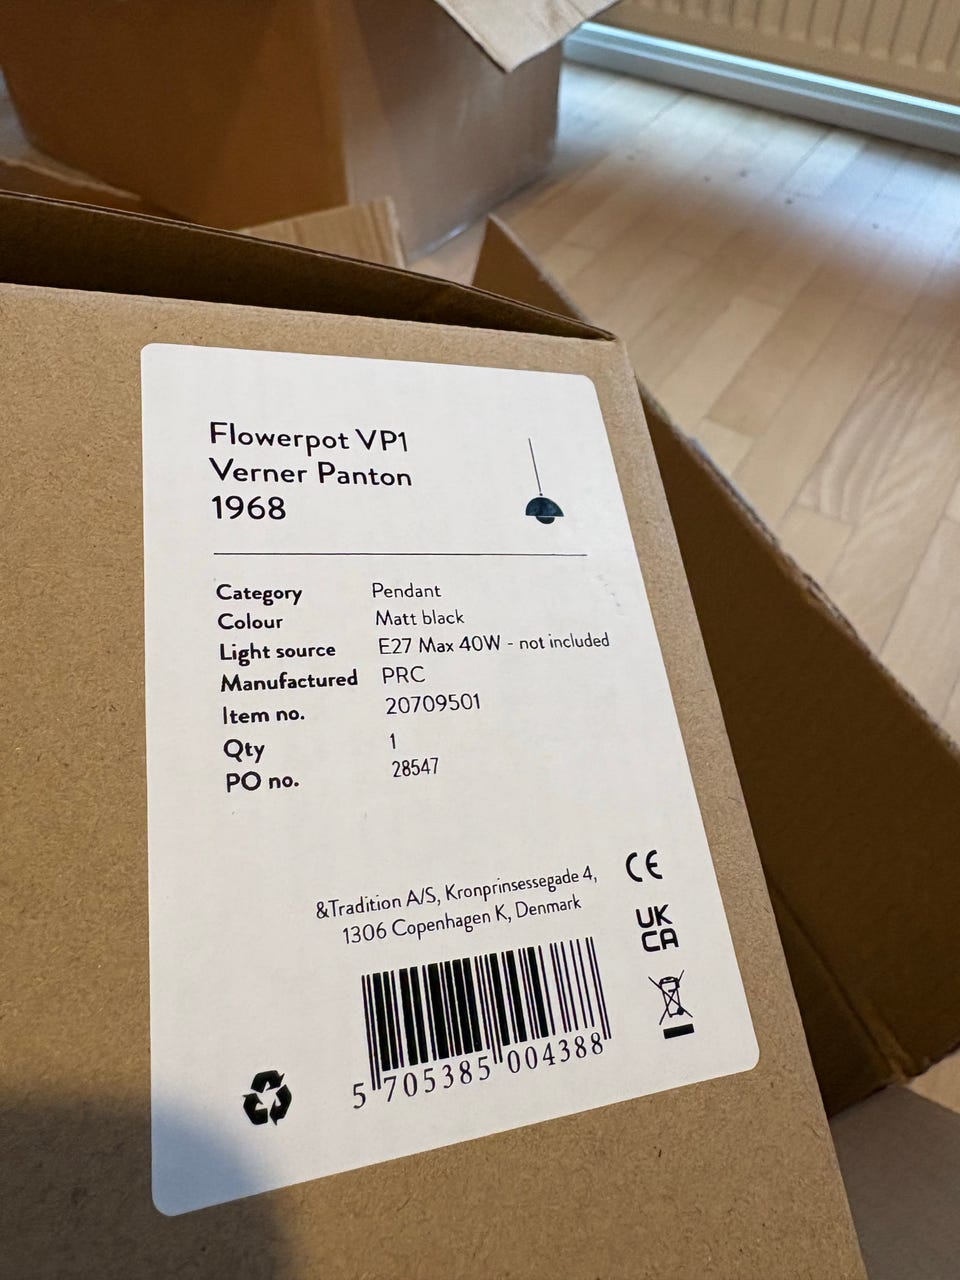 Flowerpot VP1
Verner Panton
1968
Category Pendant
Colour Matt black
Light source E27 Max 40W - not included
Manufactured PRC
Item no. 20709501
Qty 1
PO no. 28547
&Tradition A/S, Kronprinsessegade 4,
1306 Copenhagen K, Denmark
CE
UK
CA
5 705385 004388